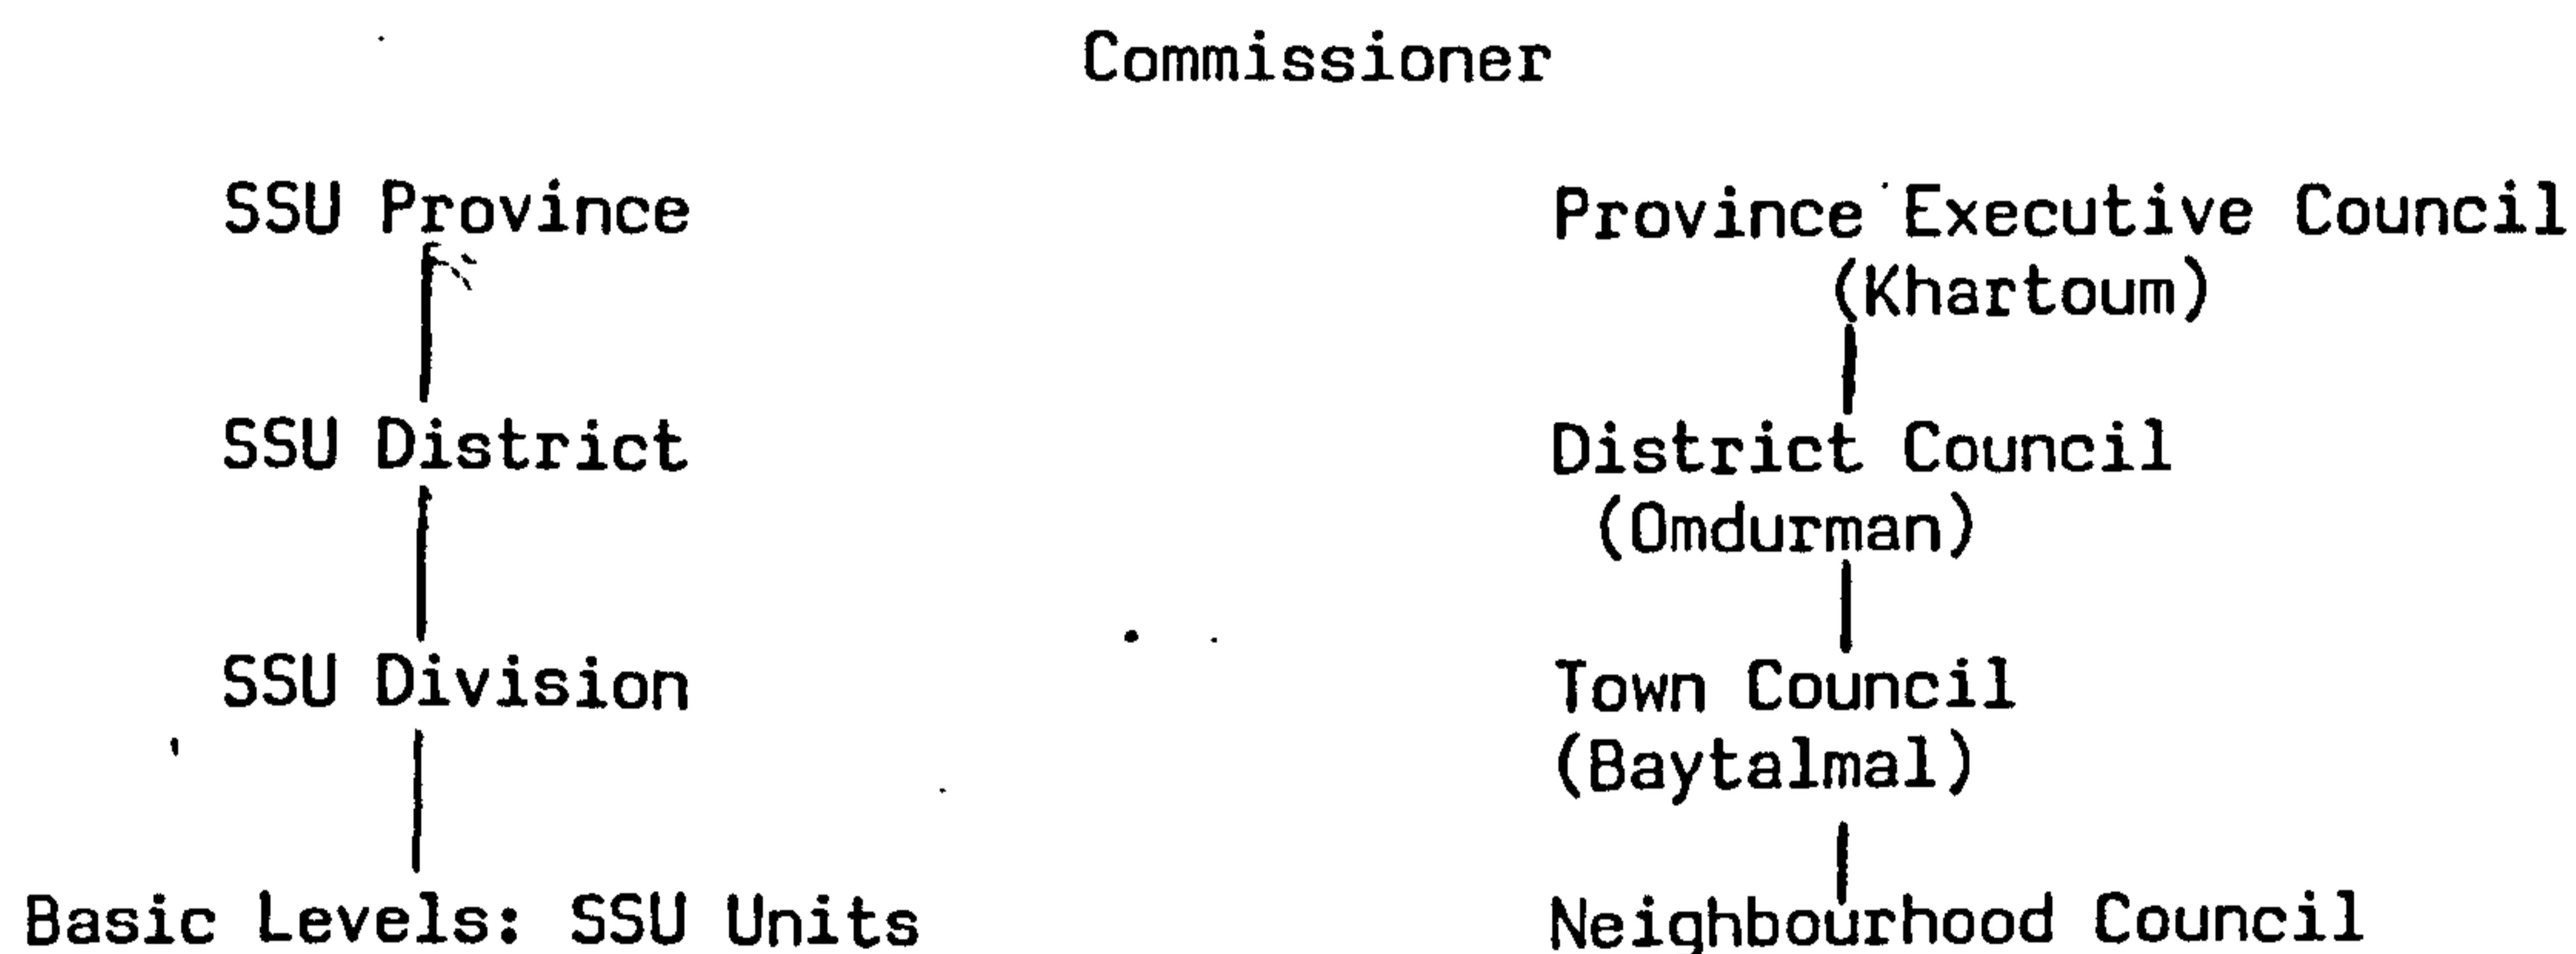 Commissioner
SSU Province
Province Executive Council
(Khartoum)
SSU District
District Council
(Omdurman)
SSU Division
Town Council
(Baytalmal)
Basic Levels: SSU Units
Neighbourhood Council